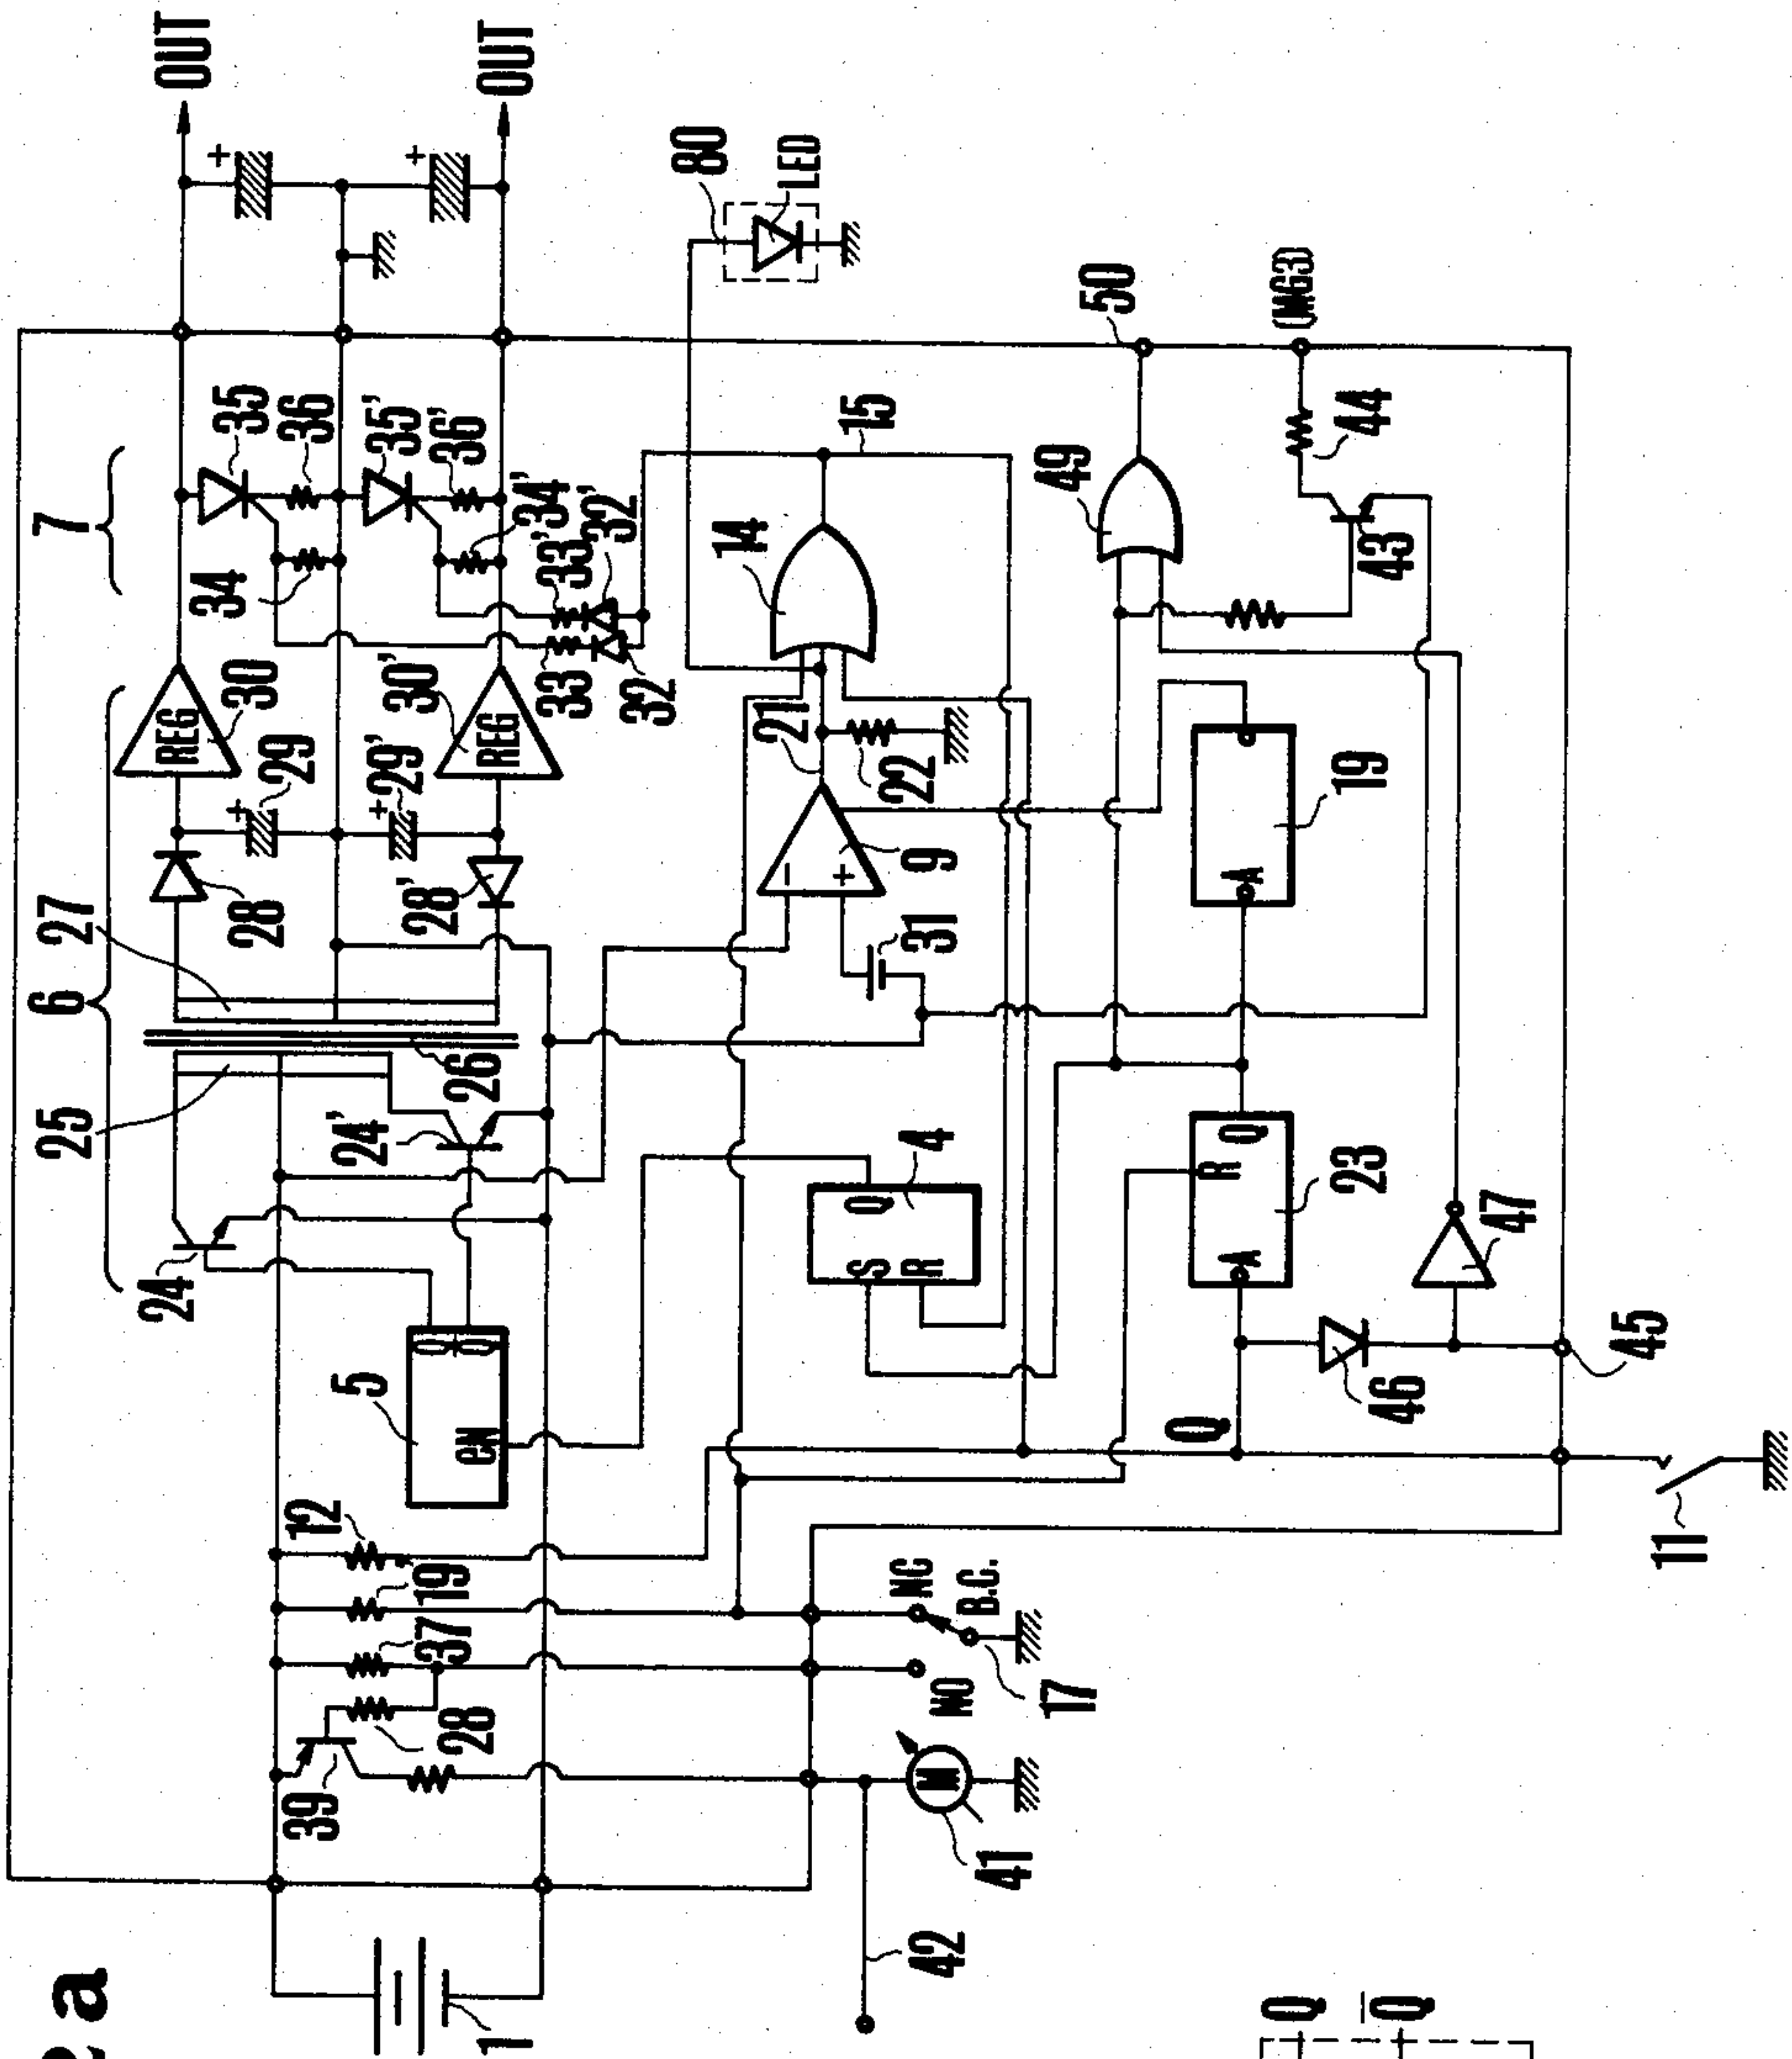 2 a
OUT
OUT
80
LED
50
(MG3)
7
35
36
35'
36'
34
34'
33'
32'
33
32
14
15
49
44
43
6
27
25
26
28
28'
29
29'
REG
30
REG
30'
21
22
9
- +
31
19
A
24
24'
5
Q
Q̅
CN
4
Q
S
R
23
R Q
A
47
46
45
Q
12
19
37
28
39
NC
B.C.
NO
17
11
M
41
42
1
+
+
+
+
Q
Q̅